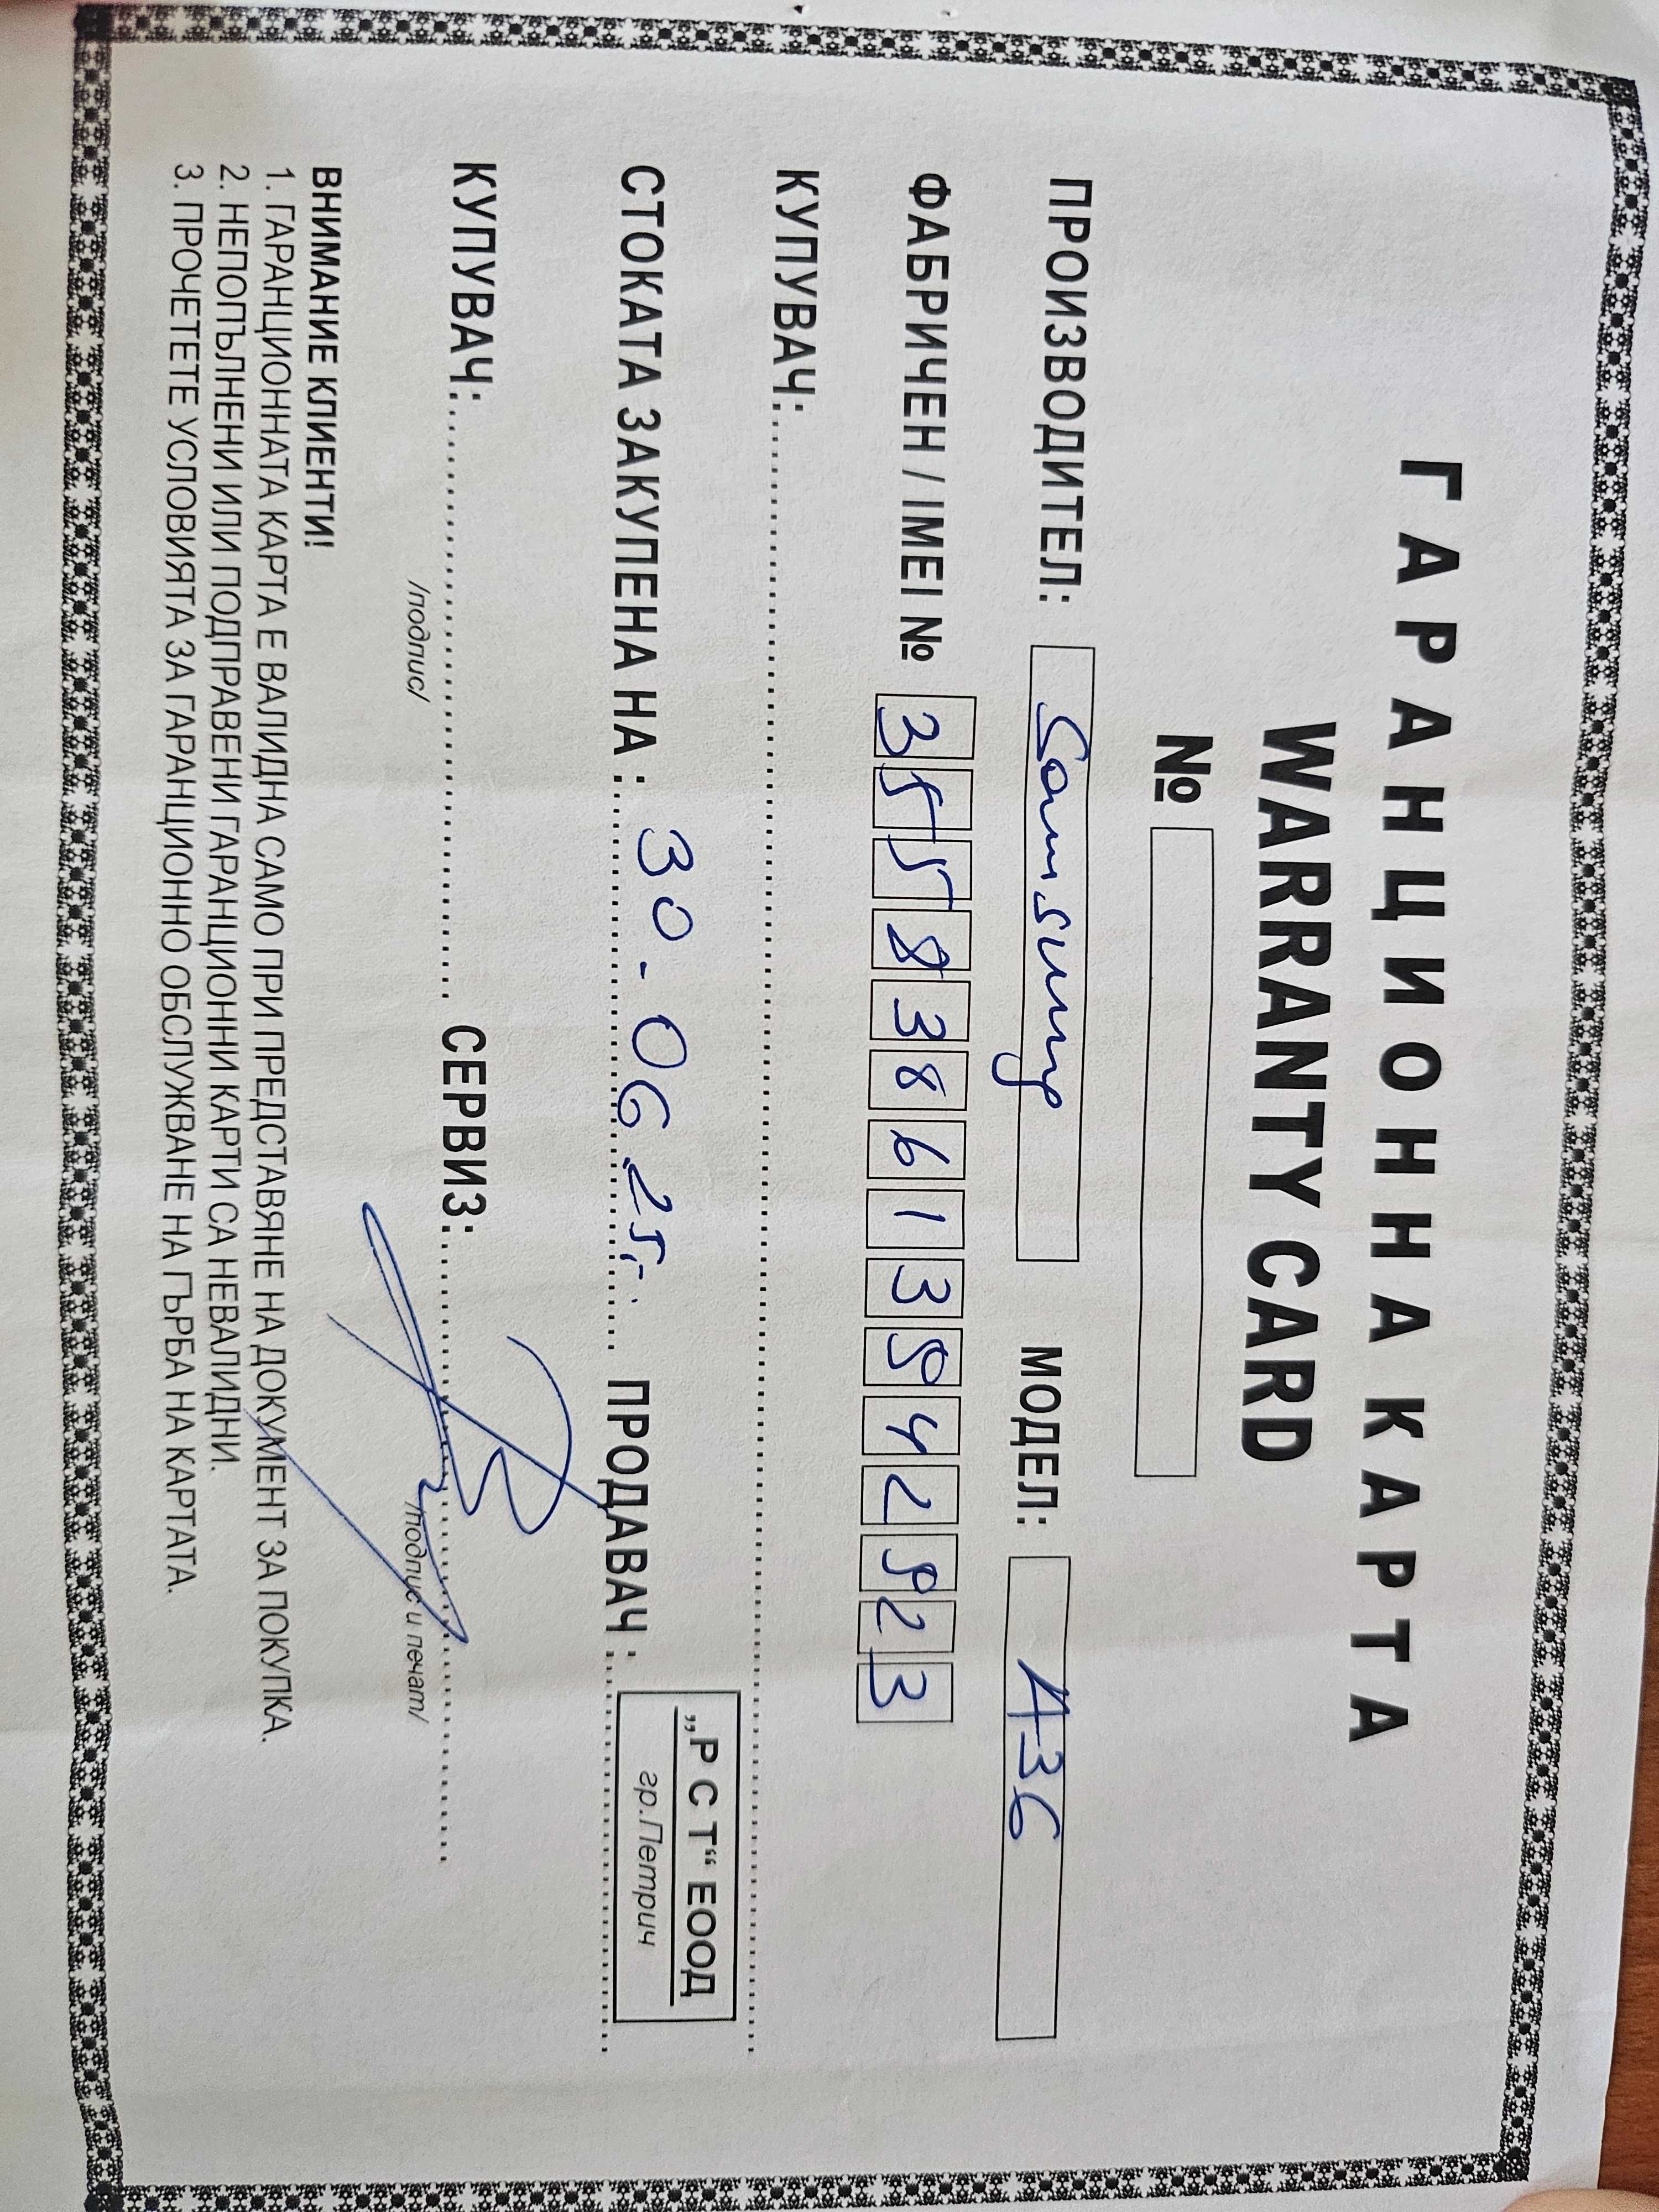 ГАРАНЦИОННА КАРТА
WARRANTY CARD
№
ПРОИЗВОДИТЕЛ: Samsung МОДЕЛ: A36
ФАБРИЧЕН / IMEI № 355838613942923
КУПУВАЧ:
СТОКАТА ЗАКУПЕНА НА : 30.06.25г. ПРОДАВАЧ : „Р С Т“ ЕООД
гр.Петрич
КУПУВАЧ: СЕРВИЗ:
/подпис/ /подпис и печат/
ВНИМАНИЕ КЛИЕНТИ!
1. ГАРАНЦИОННАТА КАРТА Е ВАЛИДНА САМО ПРИ ПРЕДСТАВЯНЕ НА ДОКУМЕНТ ЗА ПОКУПКА.
2. НЕПОПЪЛНЕНИ ИЛИ ПОДПРАВЕНИ ГАРАНЦИОННИ КАРТИ СА НЕВАЛИДНИ.
3. ПРОЧЕТЕТЕ УСЛОВИЯТА ЗА ГАРАНЦИОННО ОБСЛУЖВАНЕ НА ГЪРБА НА КАРТАТА.